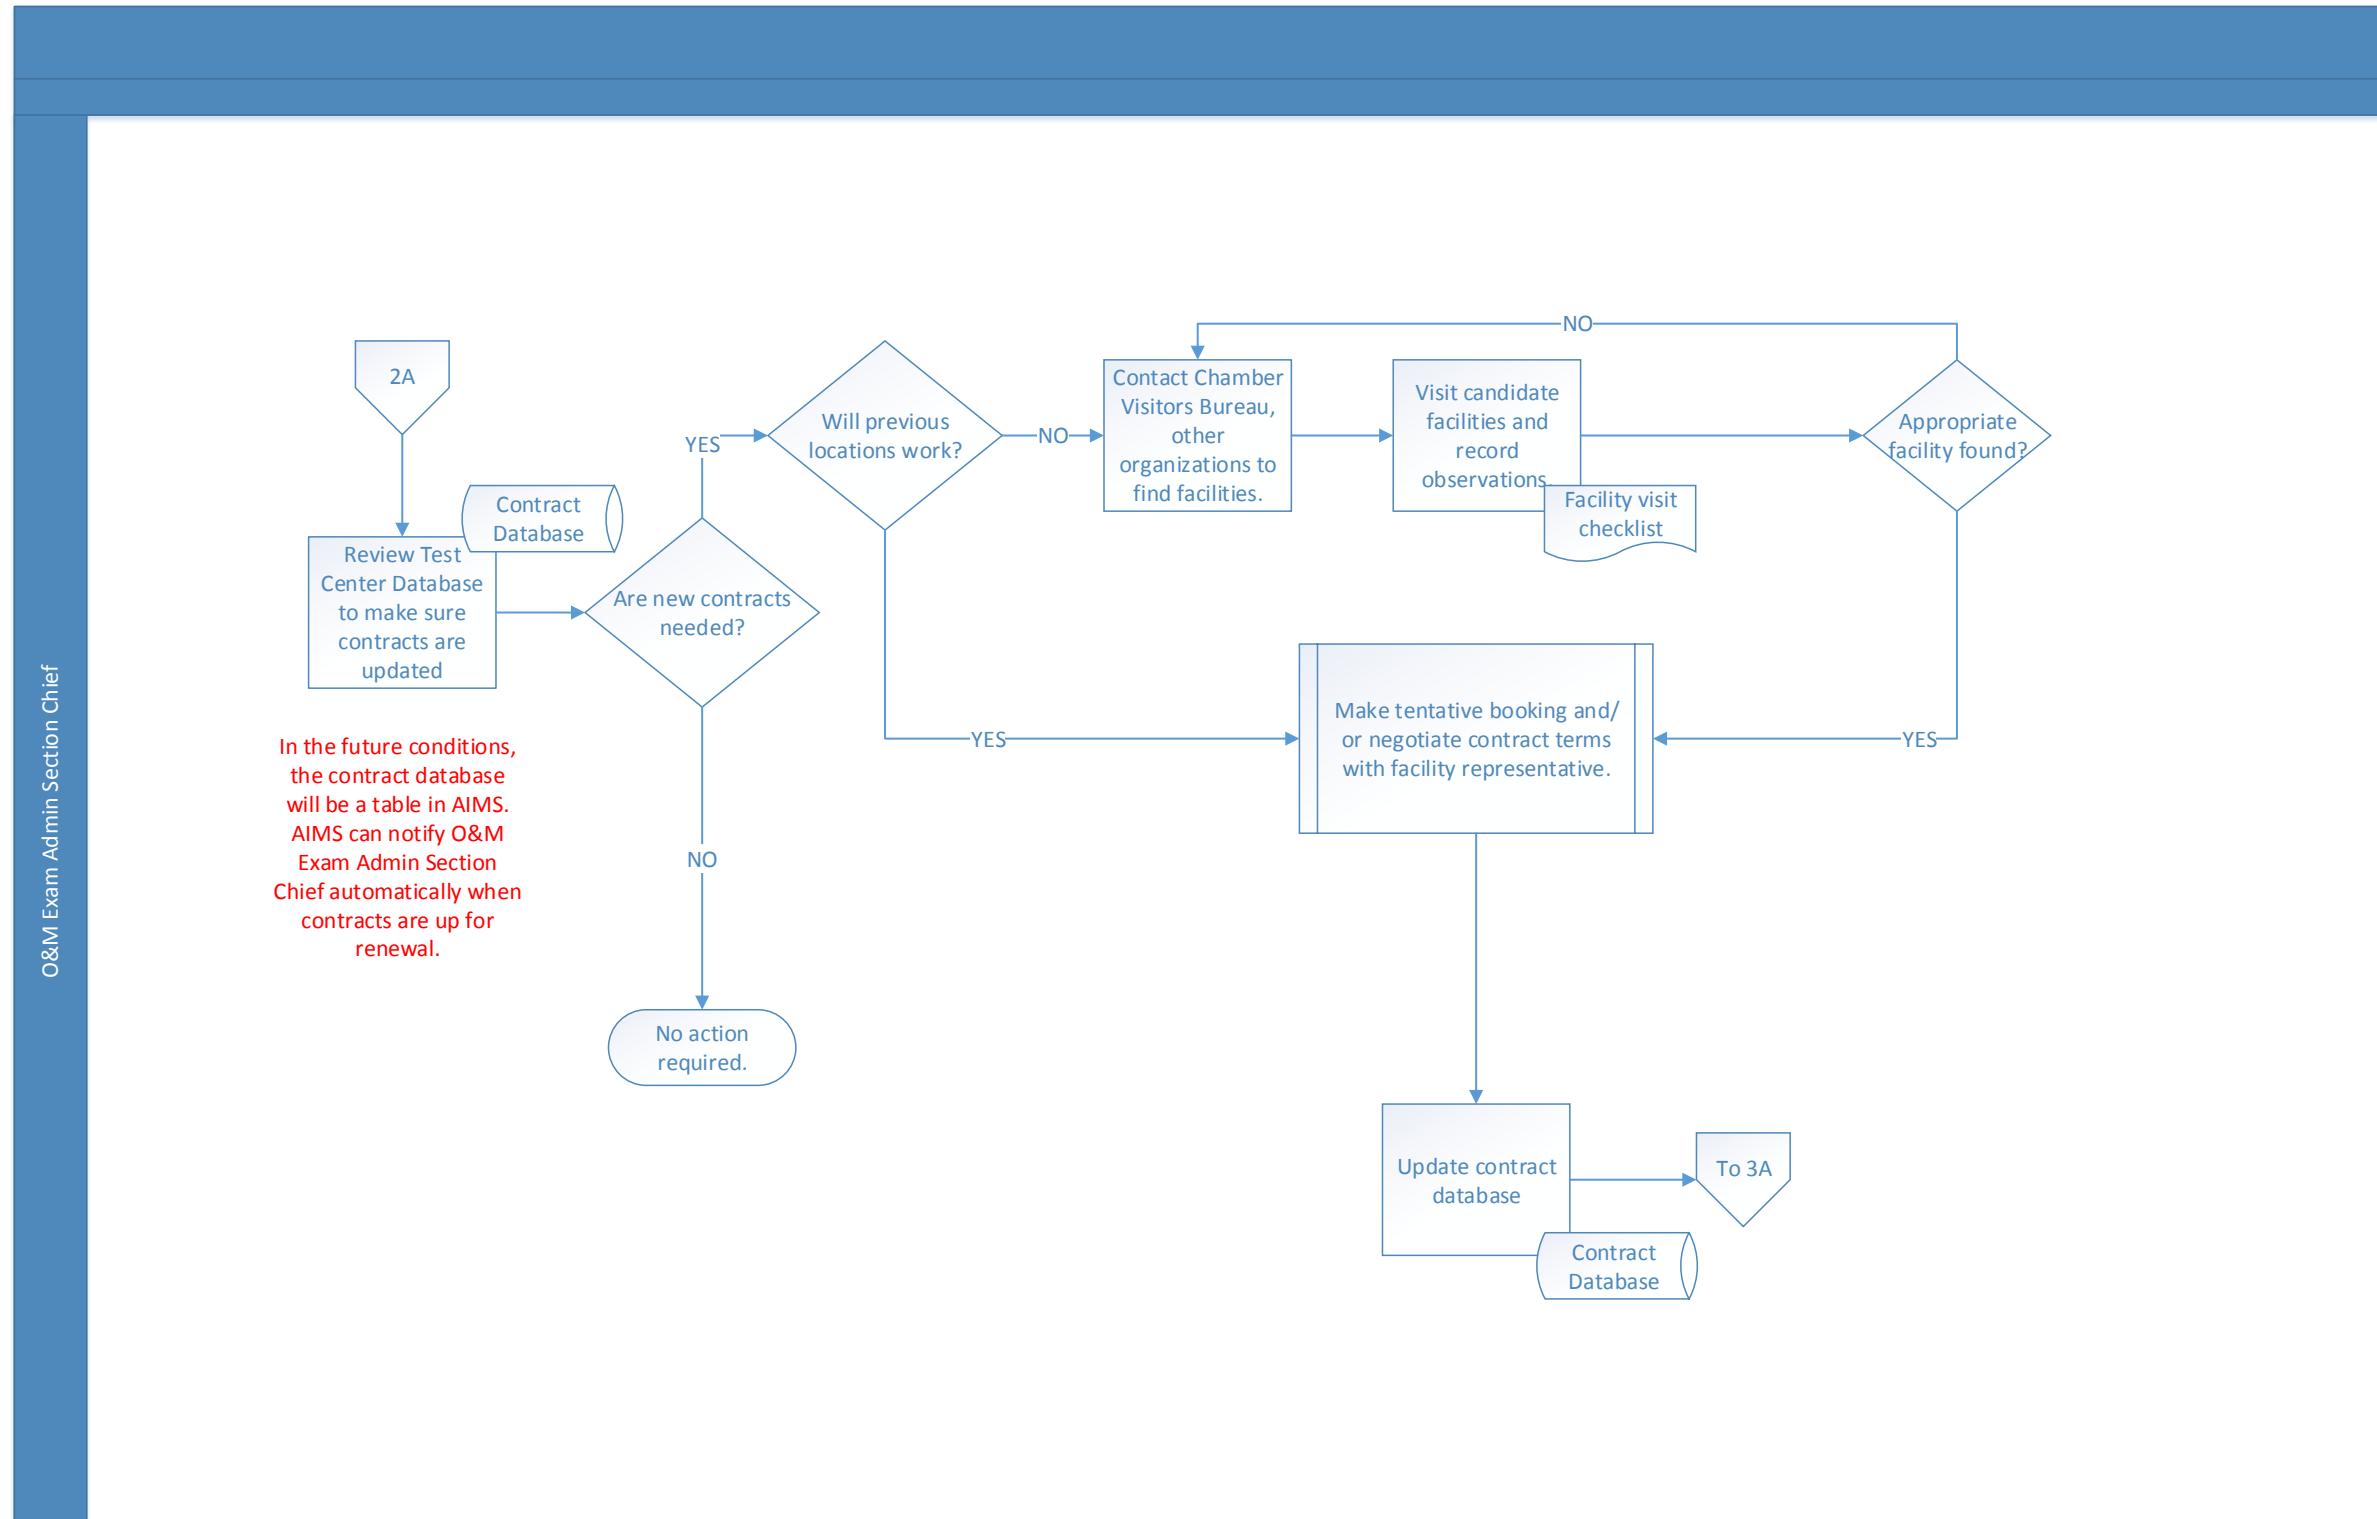 O&M Exam Admin Section Chief
2A
Contract
Database
Review Test
Center Database
to make sure
contracts are
updated
In the future conditions,
the contract database
will be a table in AIMS.
AIMS can notify O&M
Exam Admin Section
Chief automatically when
contracts are up for
renewal.
Are new contracts
needed?
YES
NO
No action
required.
Will previous
locations work?
NO
YES
Contact Chamber
Visitors Bureau,
other
organizations to
find facilities.
Visit candidate
facilities and
record
observations.
Facility visit
checklist
NO
Appropriate
facility found?
YES
Make tentative booking and/
or negotiate contract terms
with facility representative.
Update contract
database
Contract
Database
To 3A